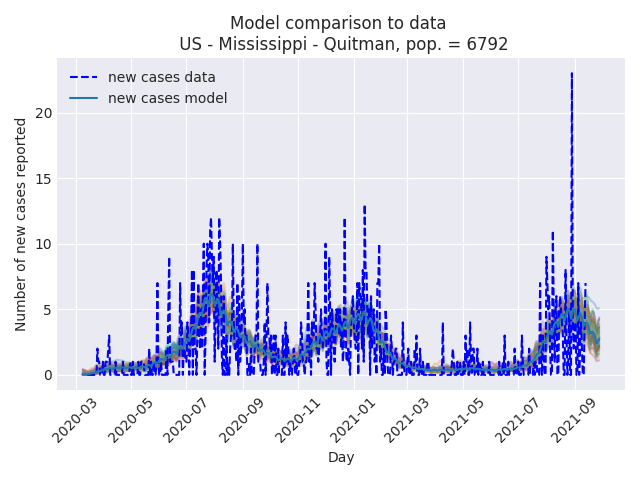 Model comparison to data
US - Mississippi - Quitman, pop. = 6792
new cases data
new cases model
Number of new cases reported
20
15
10
5
0
2020-03
2020-05
2020-07
2020-09
2020-11
2021-01
2021-03
2021-05
2021-07
2021-09
Day